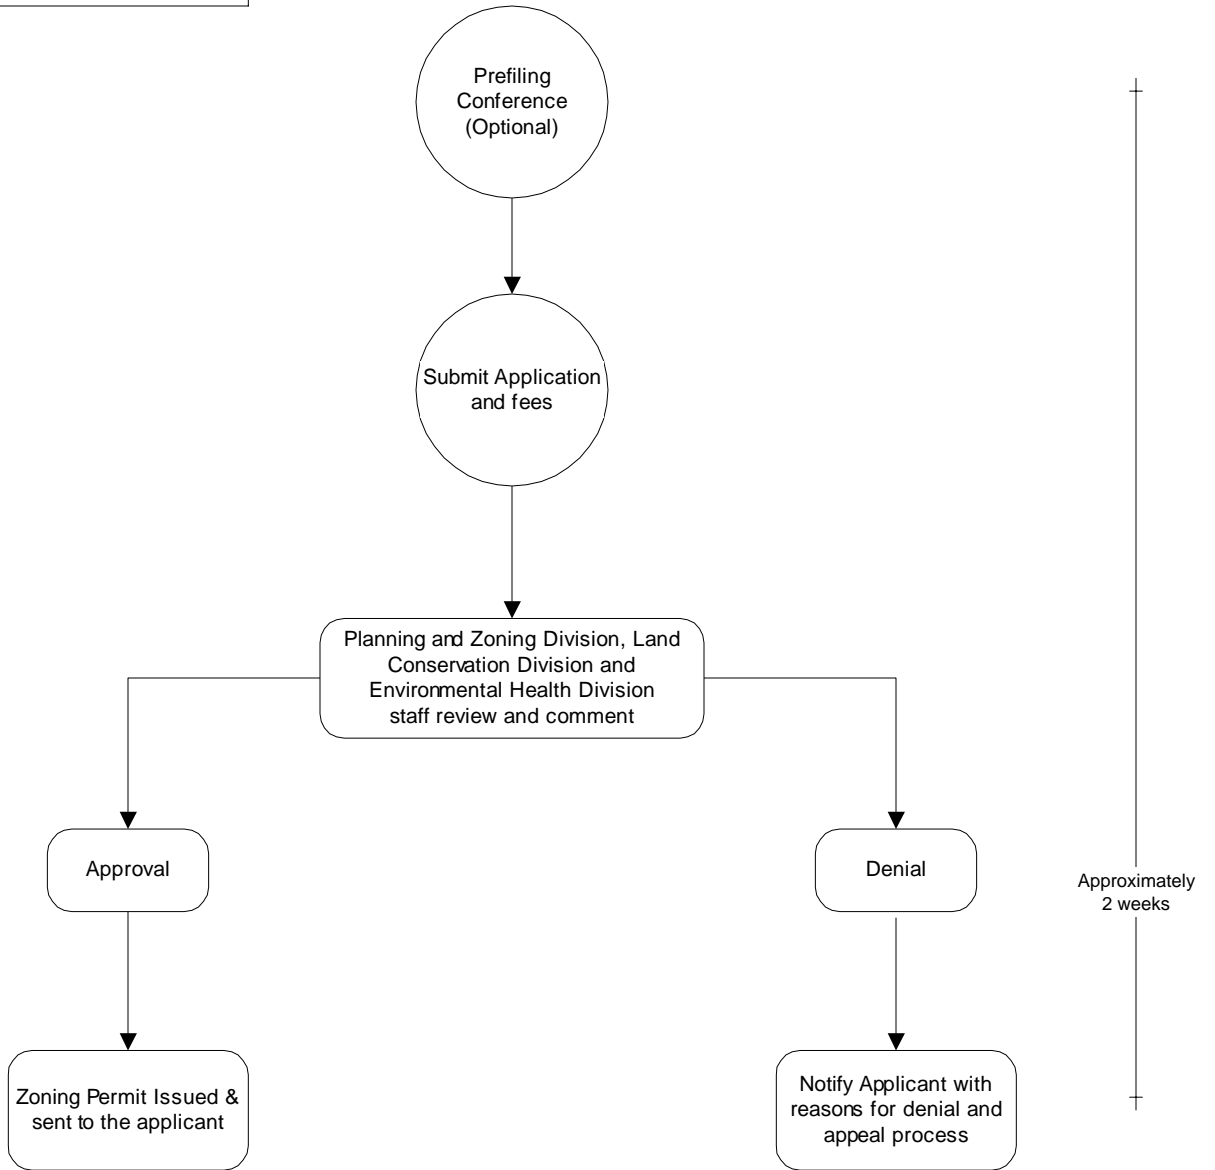 Prefiling
Conference
(Optional)
Submit Application
and fees
Planning and Zoning Division, Land
Conservation Division and
Environmental Health Division
staff review and comment
Approval
Denial
Approximately
2 weeks
Zoning Permit Issued &
sent to the applicant
Notify Applicant with
reasons for denial and
appeal process